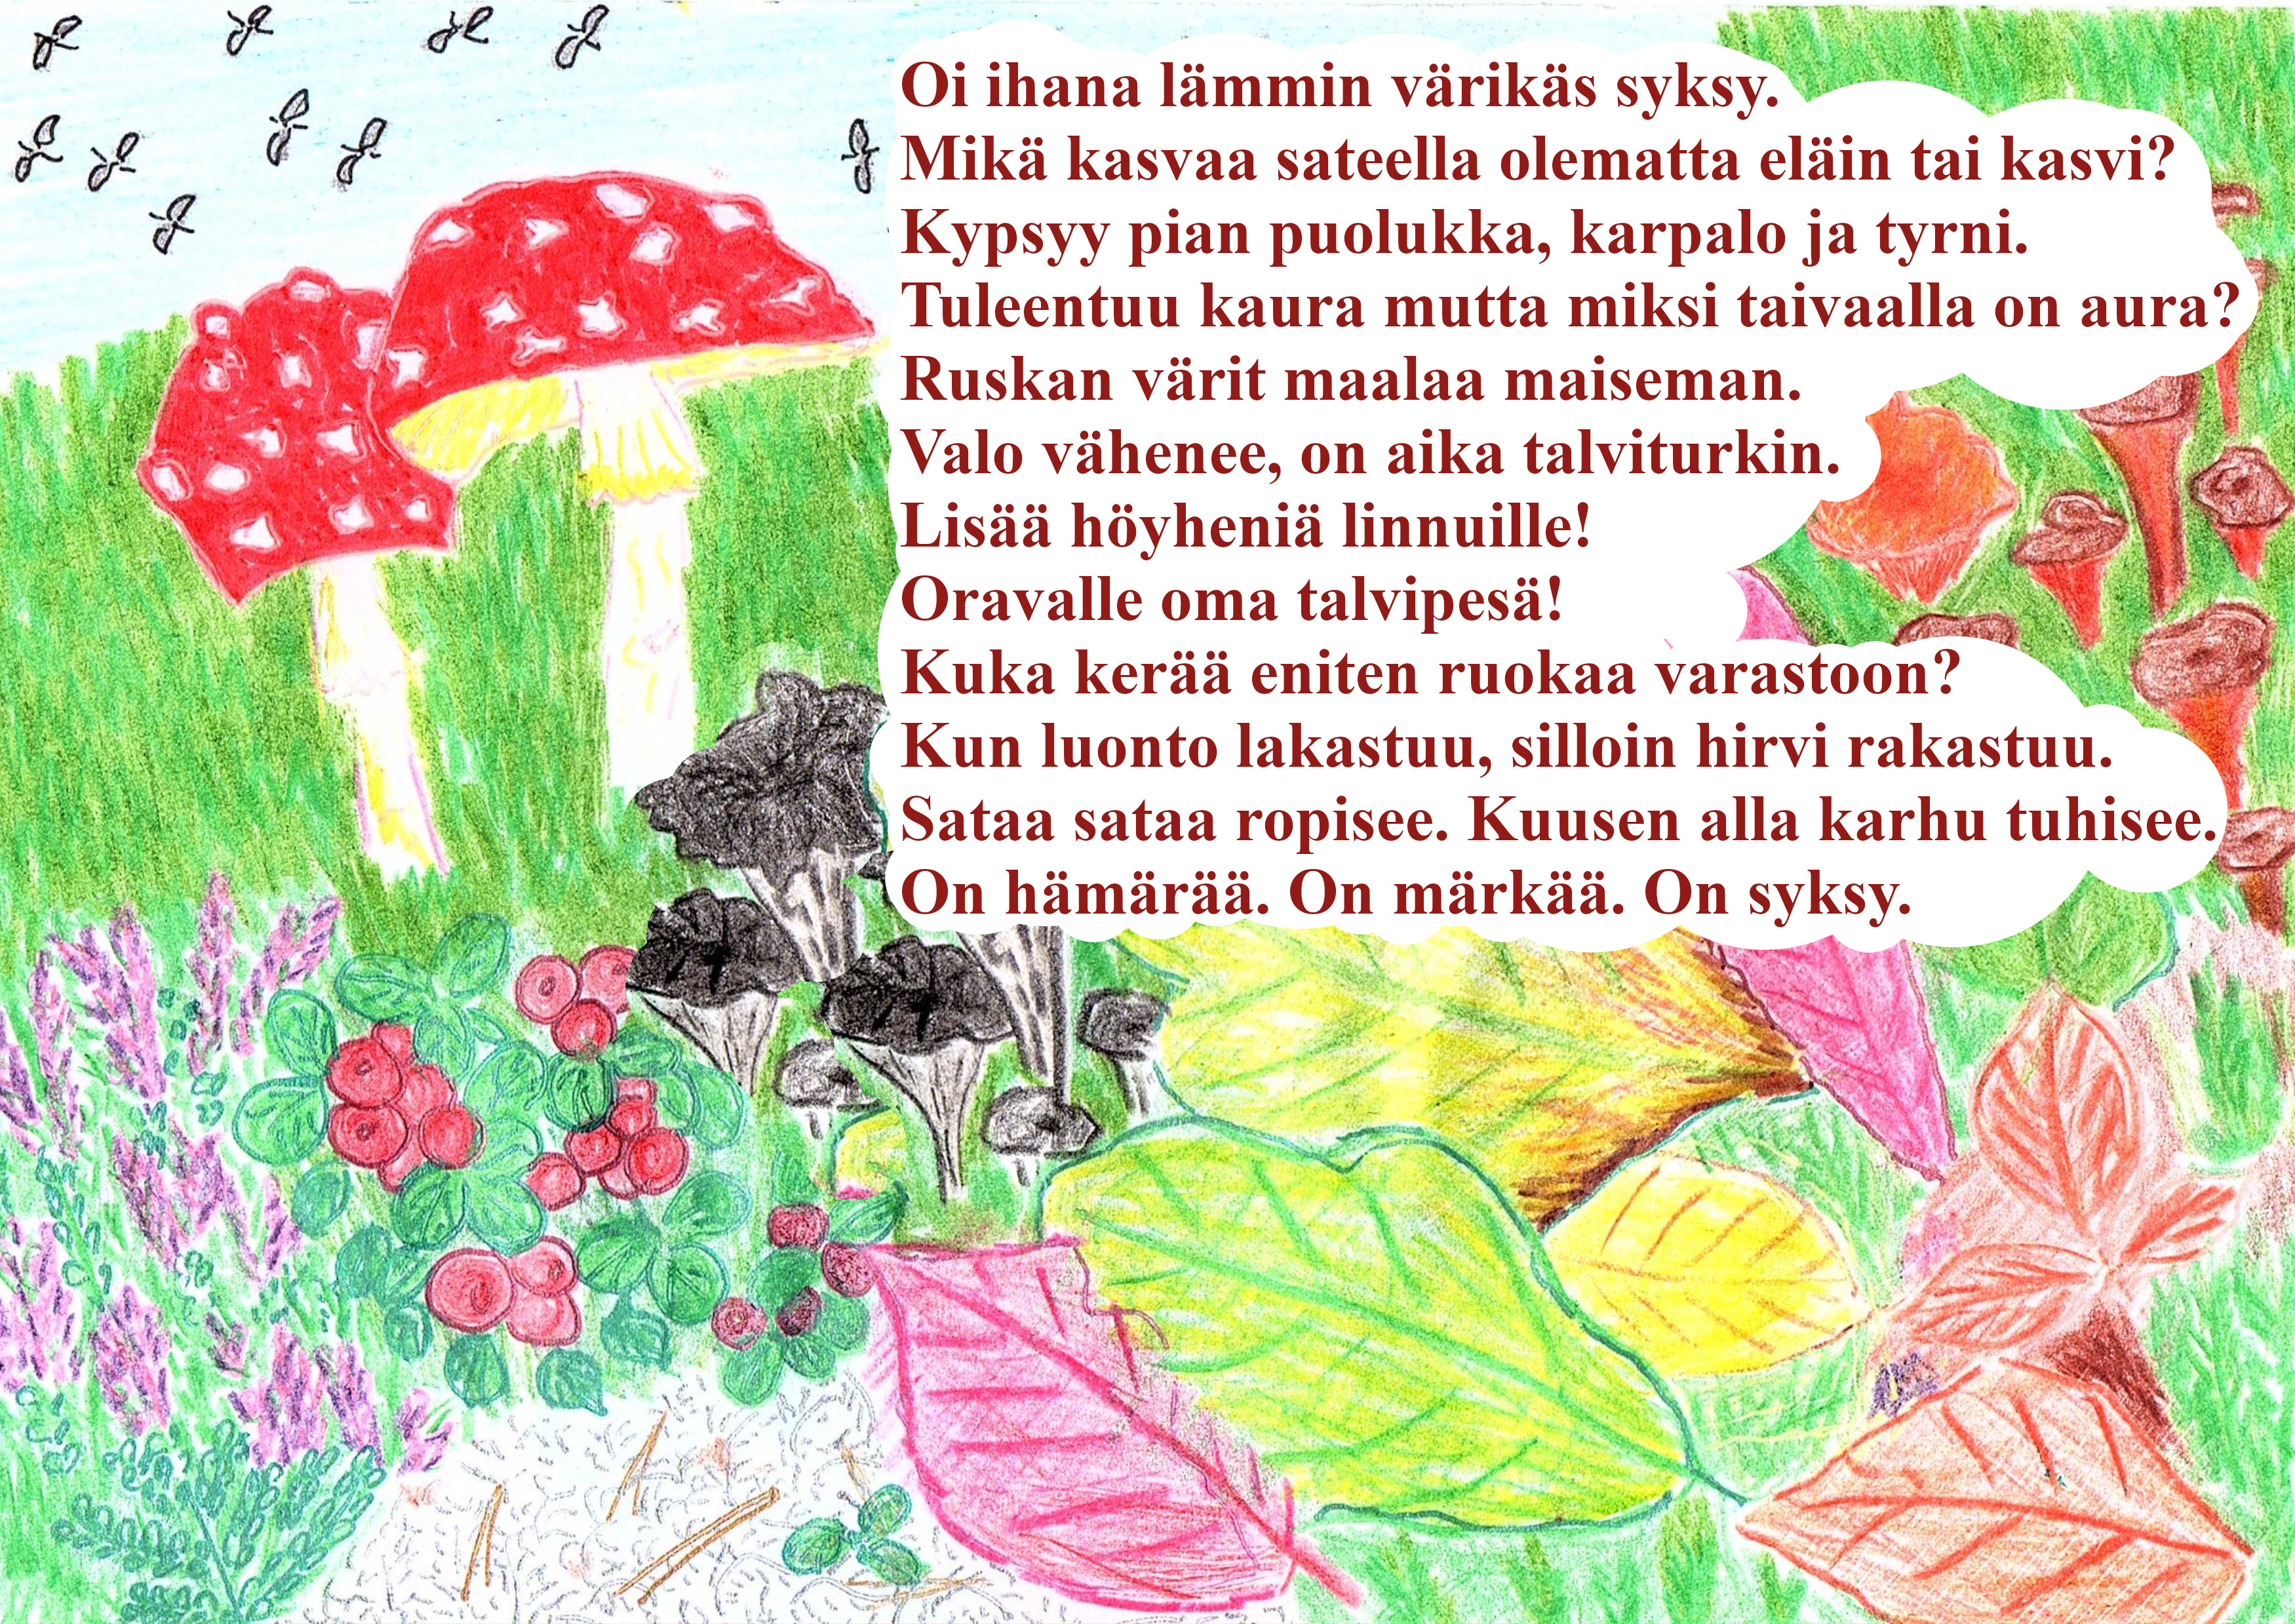 Oi ihana lämmin värikäs syksy.
Mikä kasvaa sateella olematta eläin tai kasvi?
Kypsyy pian puolukka, karpalo ja tyrni.
Tuleentuu kaura mutta miksi taivaalla on aura?
Ruskan värit maalaa maiseman.
Valo vähenee, on aika talviturkin.
Lisää höyheniä linnuille!
Oravalle oma talvipesä!
Kuka kerää eniten ruokaa varastoon?
Kun luonto lakastuu, silloin hirvi rakastuu.
Sataa sataa ropisee. Kuusen alla karhu tuhisee.
On hämärää. On märkää. On syksy.